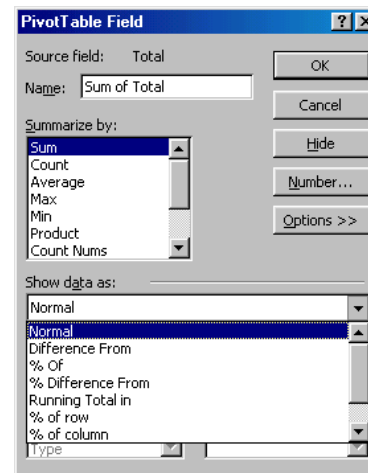 PivotTable Field
Source field: Total
OK
Name: Sum of Total
Cancel
Summarize by:
Sum
Hide
Count
Average
Number...
Max
Min
Options >>
Product
Count Nums
Show data as:
Normal
Normal
Difference From
% Of
% Difference From
Running Total in
% of row
% of column
Type